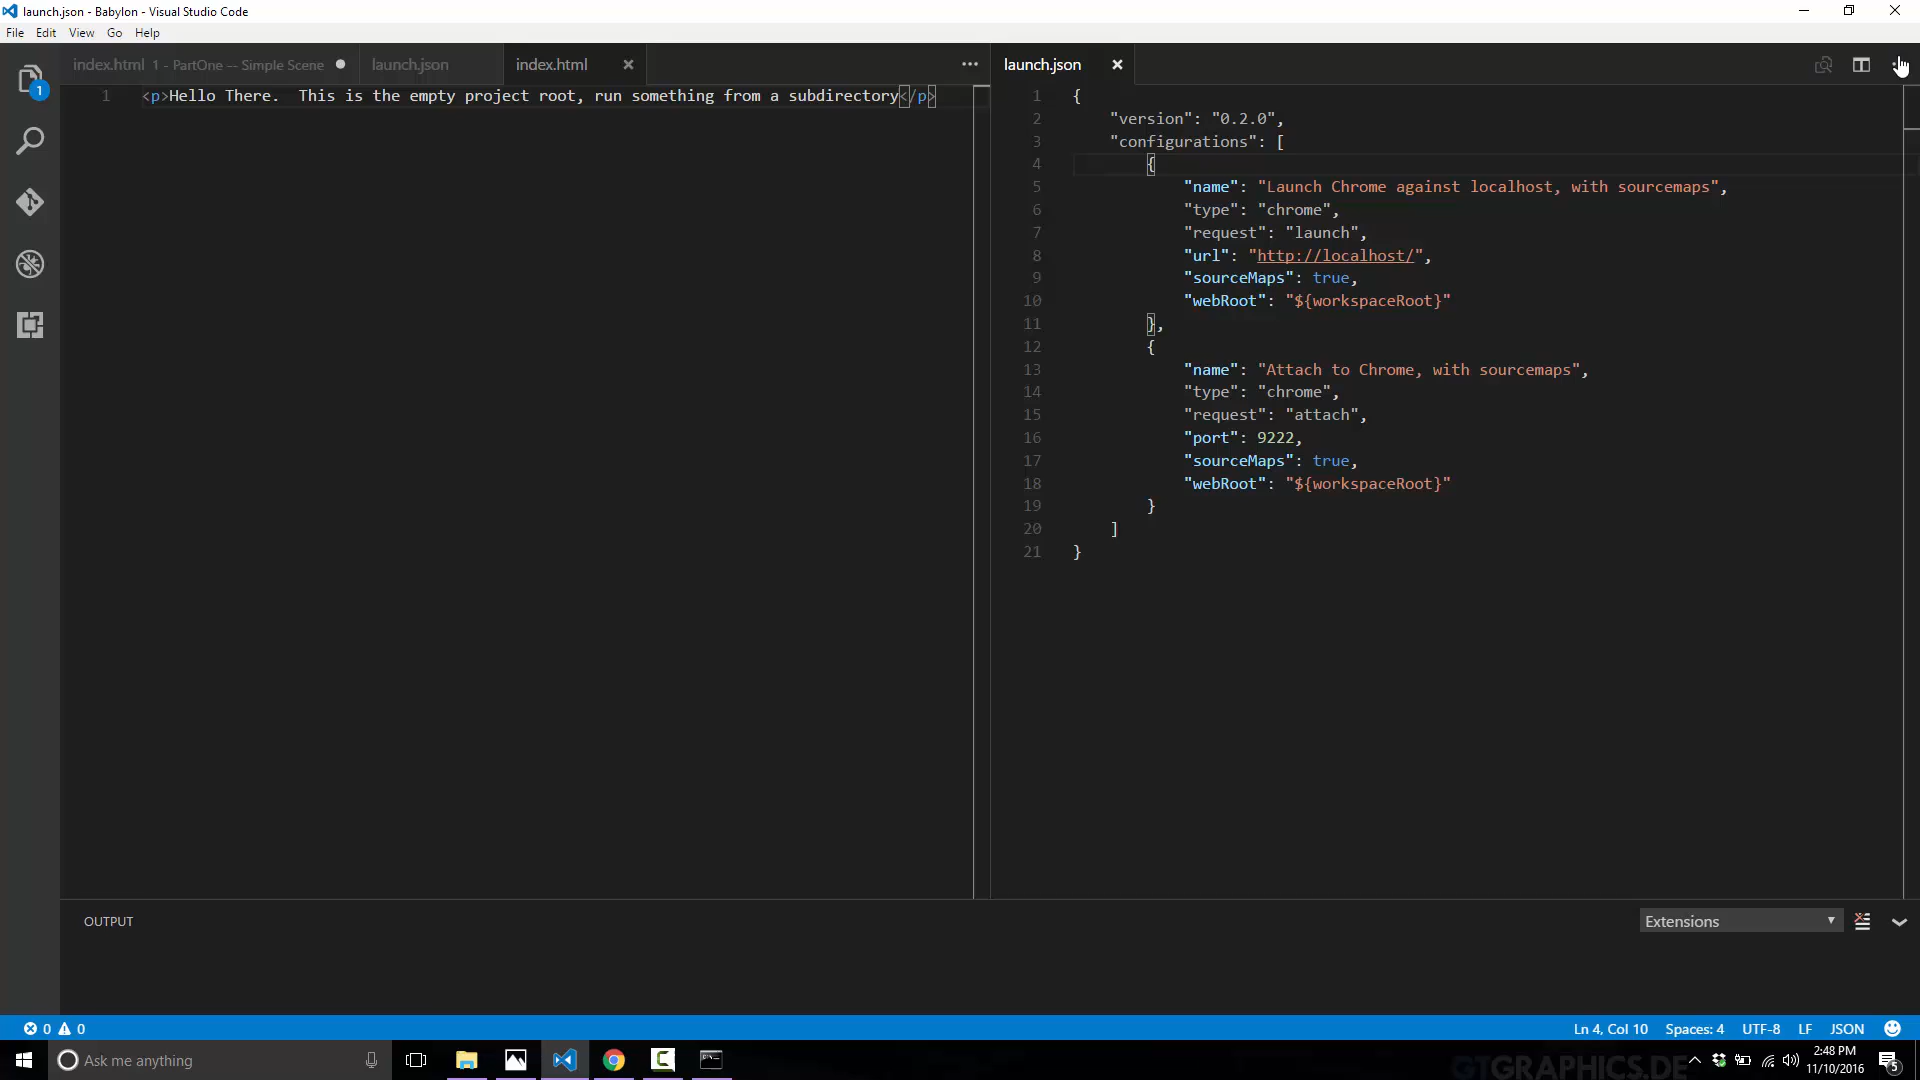 launch.json - Babylon - Visual Studio Code
File Edit View Go Help
index.html 1 - PartOne -- Simple Scene
launch.json
index.html
launch.json
1
1 <p>Hello There.  This is the empty project root, run something from a subdirectory</p>
1 {
2 "version": "0.2.0",
3 "configurations": [
4 {
5 "name": "Launch Chrome against localhost, with sourcemaps",
6 "type": "chrome",
7 "request": "launch",
8 "url": "http://localhost/",
9 "sourceMaps": true,
10 "webRoot": "${workspaceRoot}"
11 },
12 {
13 "name": "Attach to Chrome, with sourcemaps",
14 "type": "chrome",
15 "request": "attach",
16 "port": 9222,
17 "sourceMaps": true,
18 "webRoot": "${workspaceRoot}"
19 }
20 ]
21 }
OUTPUT
Extensions
0 0
Ln 4, Col 10 Spaces: 4 UTF-8 LF JSON
Ask me anything
GTGRAPHICS.DE
2:48 PM
11/10/2016
5